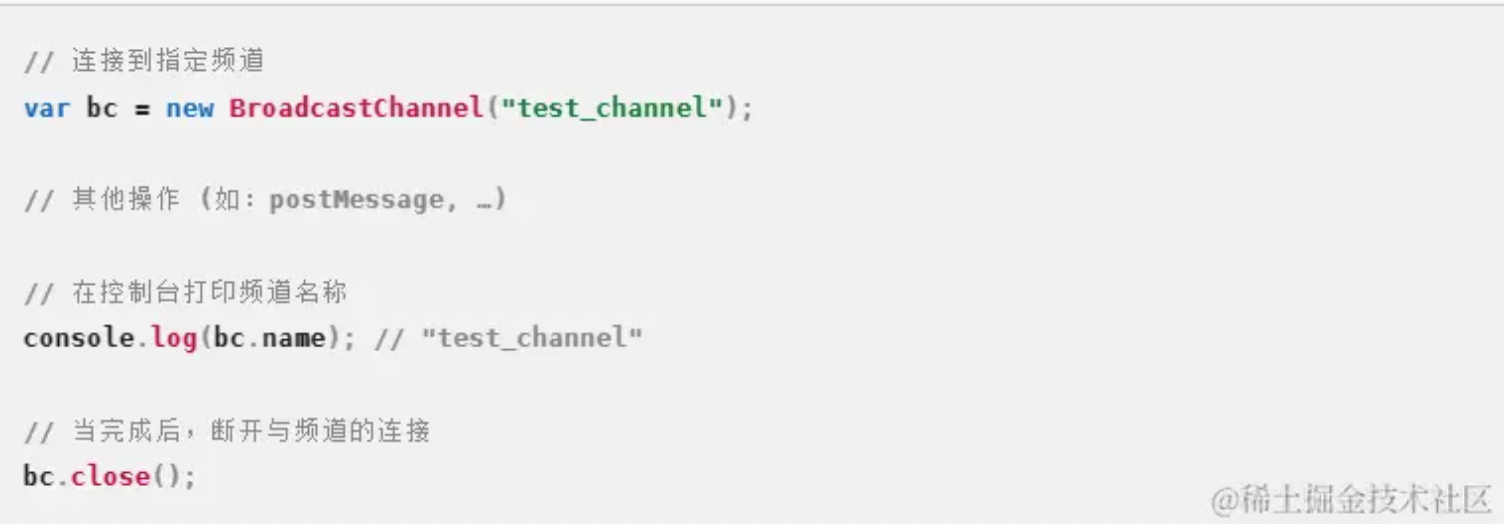 // 连接到指定频道
var bc = new BroadcastChannel("test_channel");
// 其他操作 (如: postMessage, …)
// 在控制台打印频道名称
console.log(bc.name); // "test_channel"
// 当完成后，断开与频道的连接
bc.close();
@稀土掘金技术社区